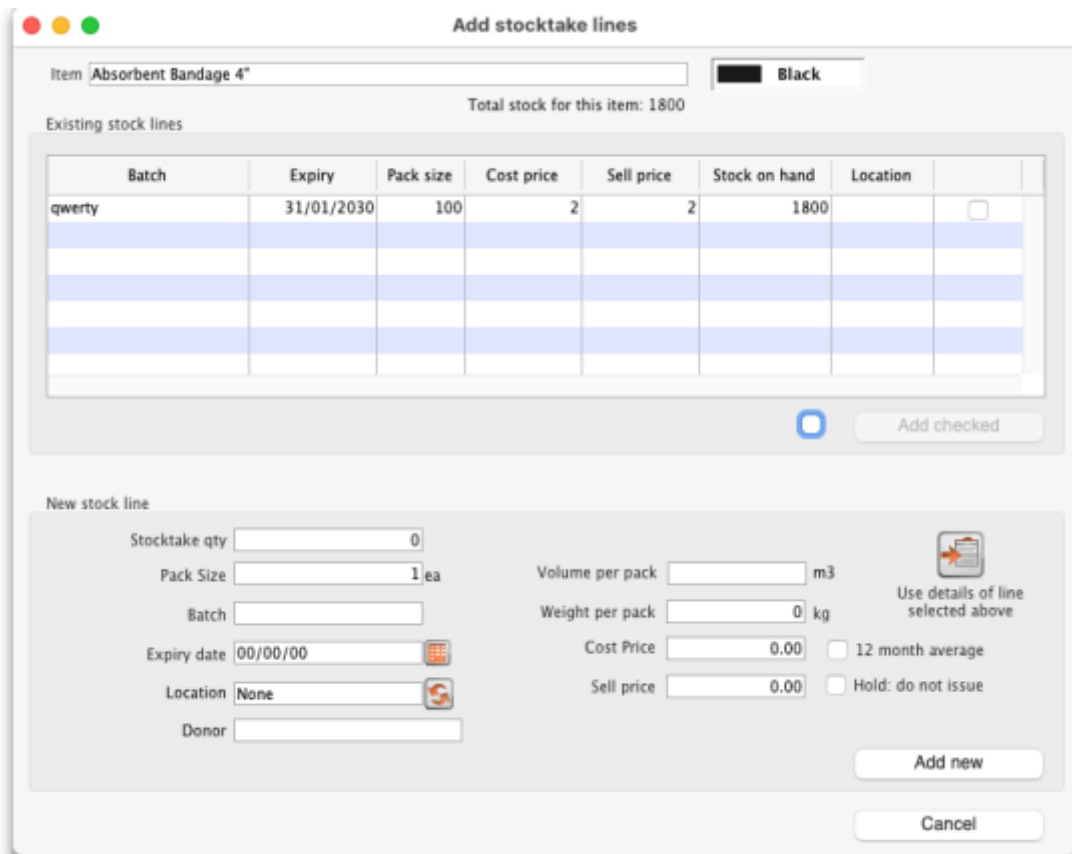 Add stocktake lines
Item Absorbent Bandage 4" Black
Total stock for this item: 1800
Existing stock lines
Batch Expiry Pack size Cost price Sell price Stock on hand Location
qwerty 31/01/2030 100 2 2 1800
Add checked
New stock line
Stocktake qty 0
Pack Size 1 ea
Batch
Expiry date 00/00/00
Location None
Donor
Volume per pack m3
Weight per pack 0 kg
Cost Price 0.00 12 month average
Sell price 0.00 Hold: do not issue
Use details of line
selected above
Add new
Cancel